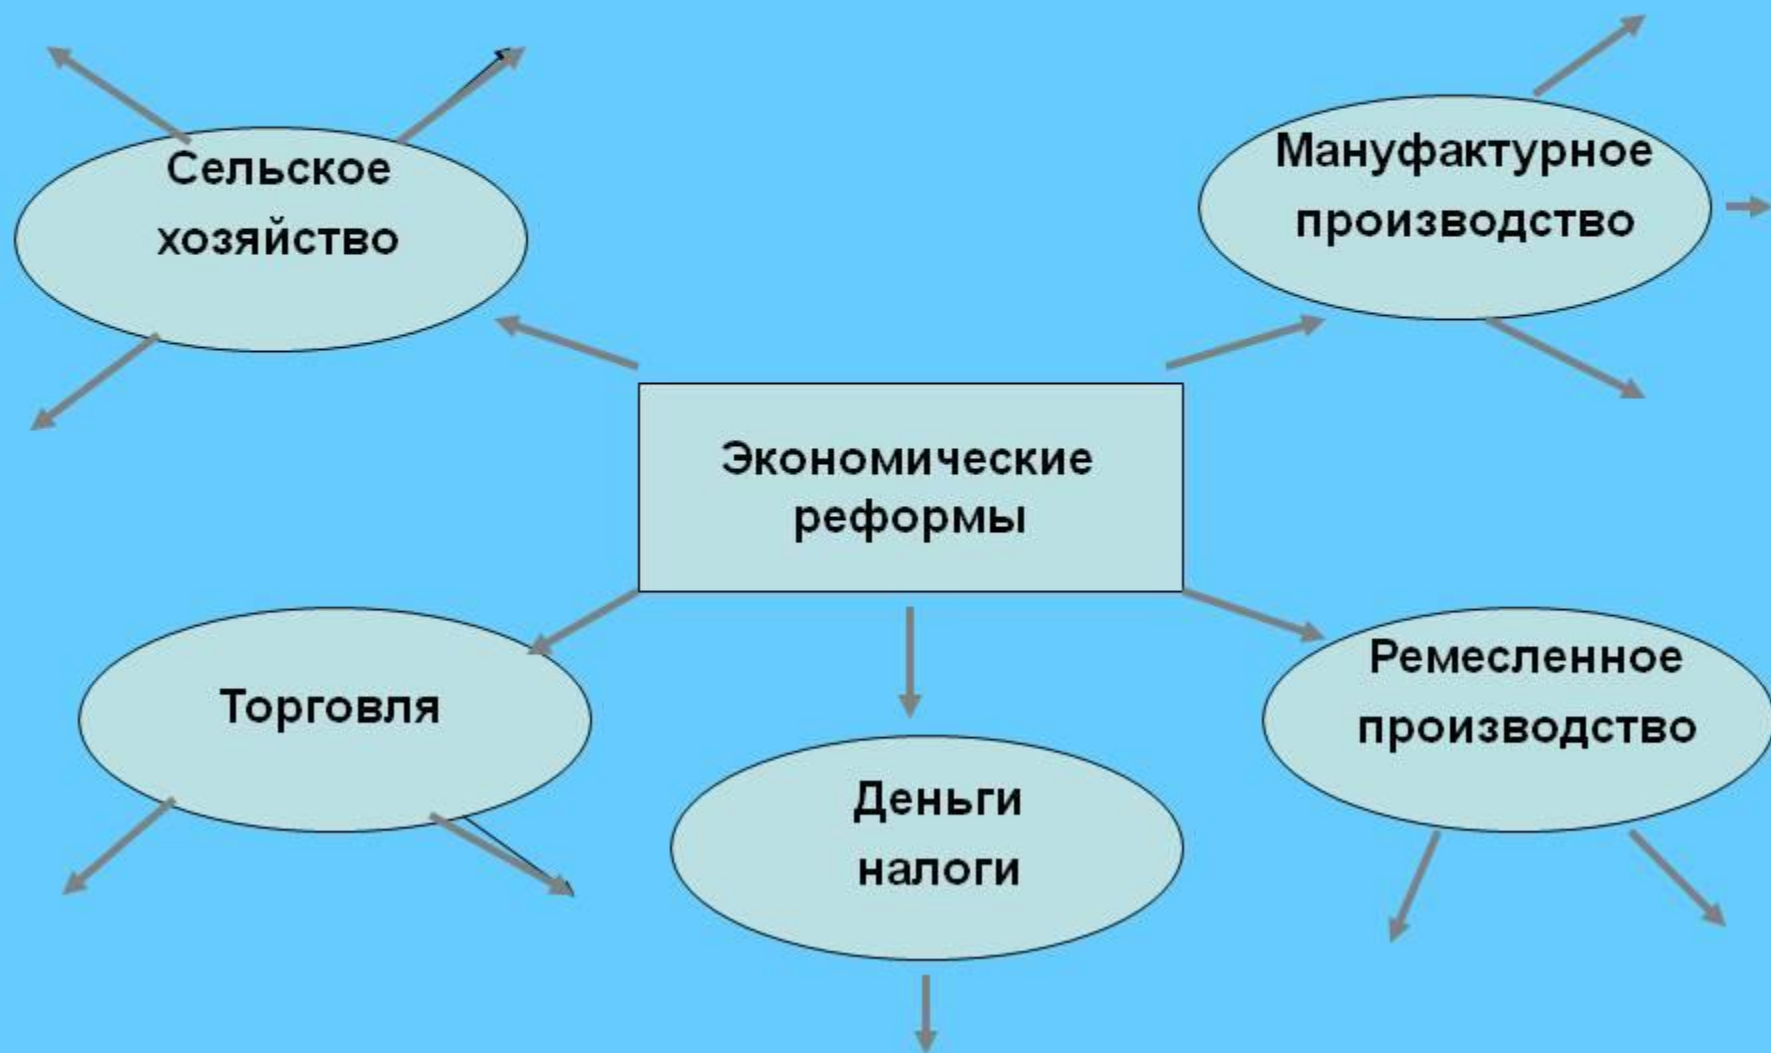 Сельское
хозяйство
Мануфактурное
производство
Экономические
реформы
Торговля
Деньги
налоги
Ремесленное
производство